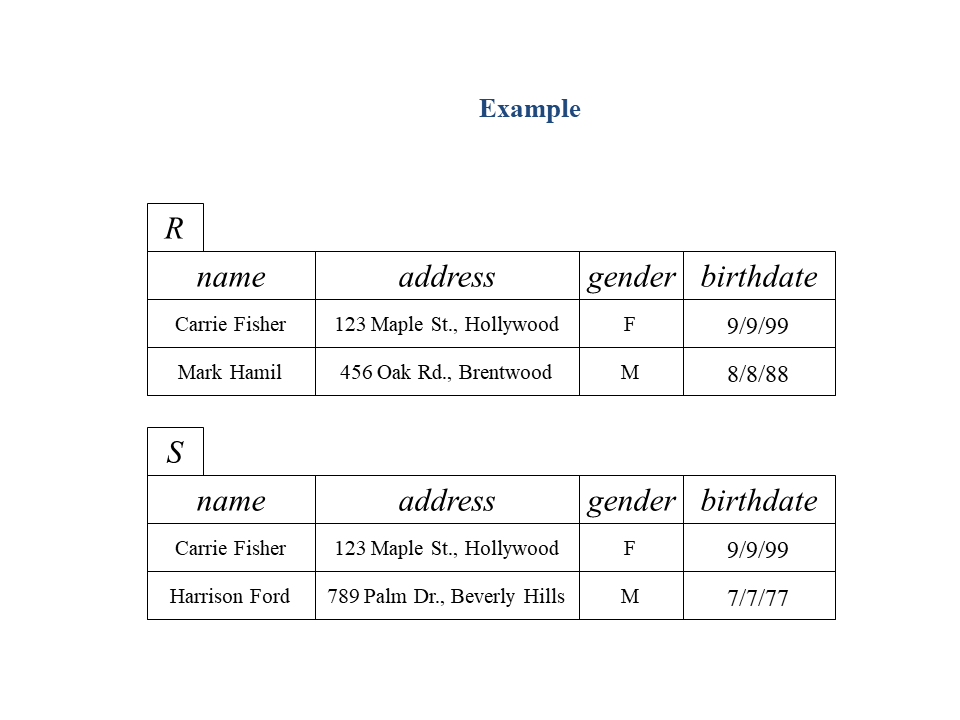 Example
R
name address gender birthdate
Carrie Fisher 123 Maple St., Hollywood F 9/9/99
Mark Hamil 456 Oak Rd., Brentwood M 8/8/88
S
name address gender birthdate
Carrie Fisher 123 Maple St., Hollywood F 9/9/99
Harrison Ford 789 Palm Dr., Beverly Hills M 7/7/77